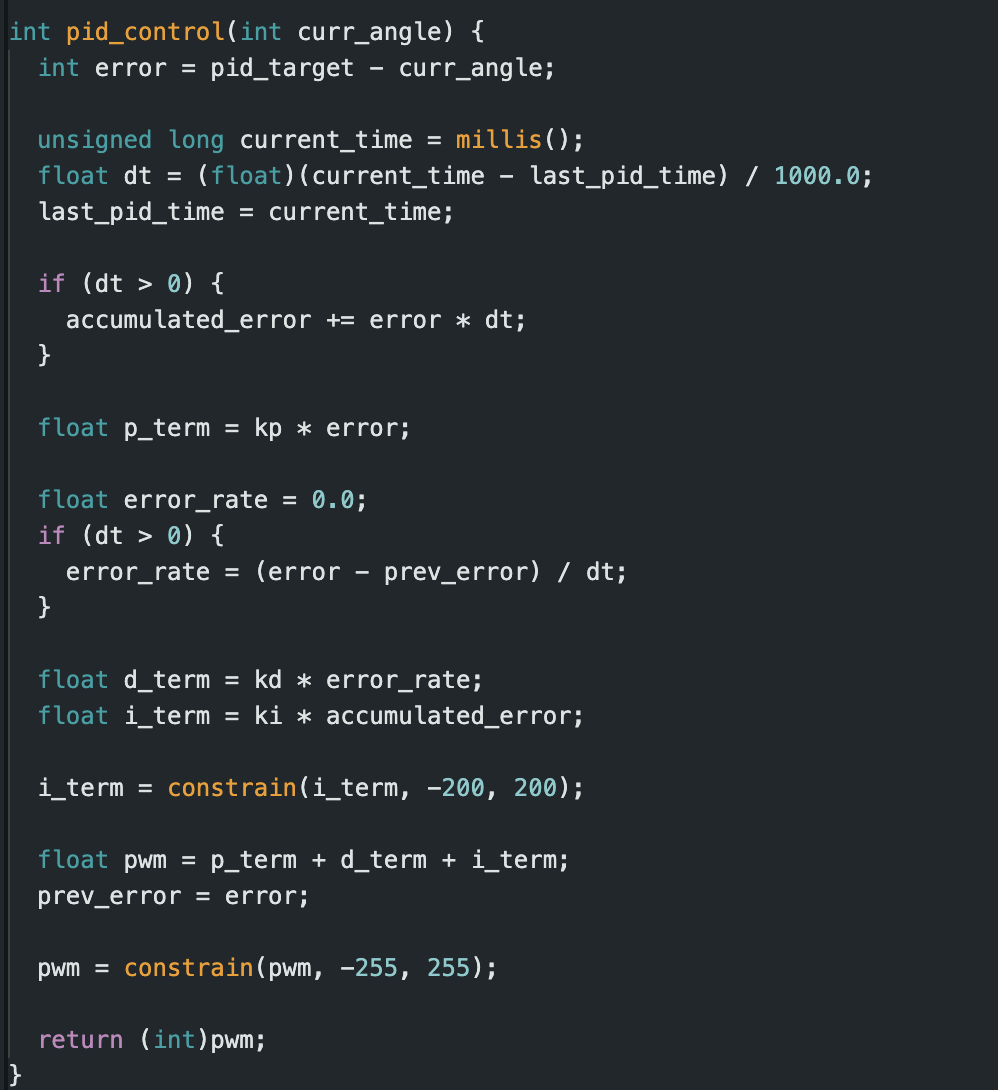 int pid_control(int curr_angle) {
  int error = pid_target - curr_angle;
  unsigned long current_time = millis();
  float dt = (float)(current_time - last_pid_time) / 1000.0;
  last_pid_time = current_time;
  if (dt > 0) {
    accumulated_error += error * dt;
  }
  float p_term = kp * error;
  float error_rate = 0.0;
  if (dt > 0) {
    error_rate = (error - prev_error) / dt;
  }
  float d_term = kd * error_rate;
  float i_term = ki * accumulated_error;
  i_term = constrain(i_term, -200, 200);
  float pwm = p_term + d_term + i_term;
  prev_error = error;
  pwm = constrain(pwm, -255, 255);
  return (int)pwm;
}